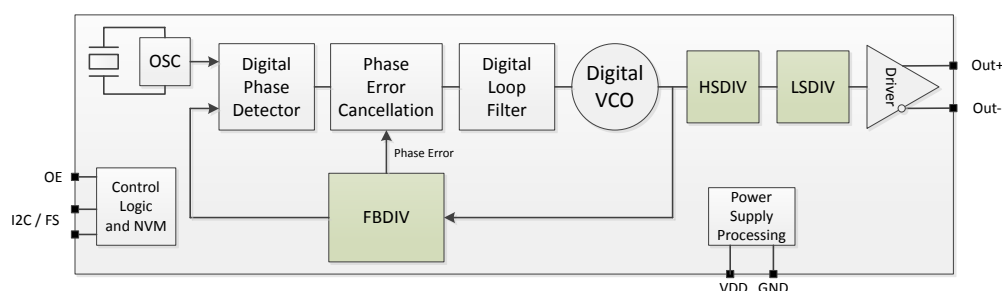 OSC
Digital
Phase
Detector
Phase
Error
Cancellation
Digital
Loop
Filter
Digital
VCO
HSDIV
LSDIV
Driver
Out+
Out-
Phase Error
OE
I2C / FS
Control
Logic
and NVM
FBDIV
Power
Supply
Processing
VDD GND